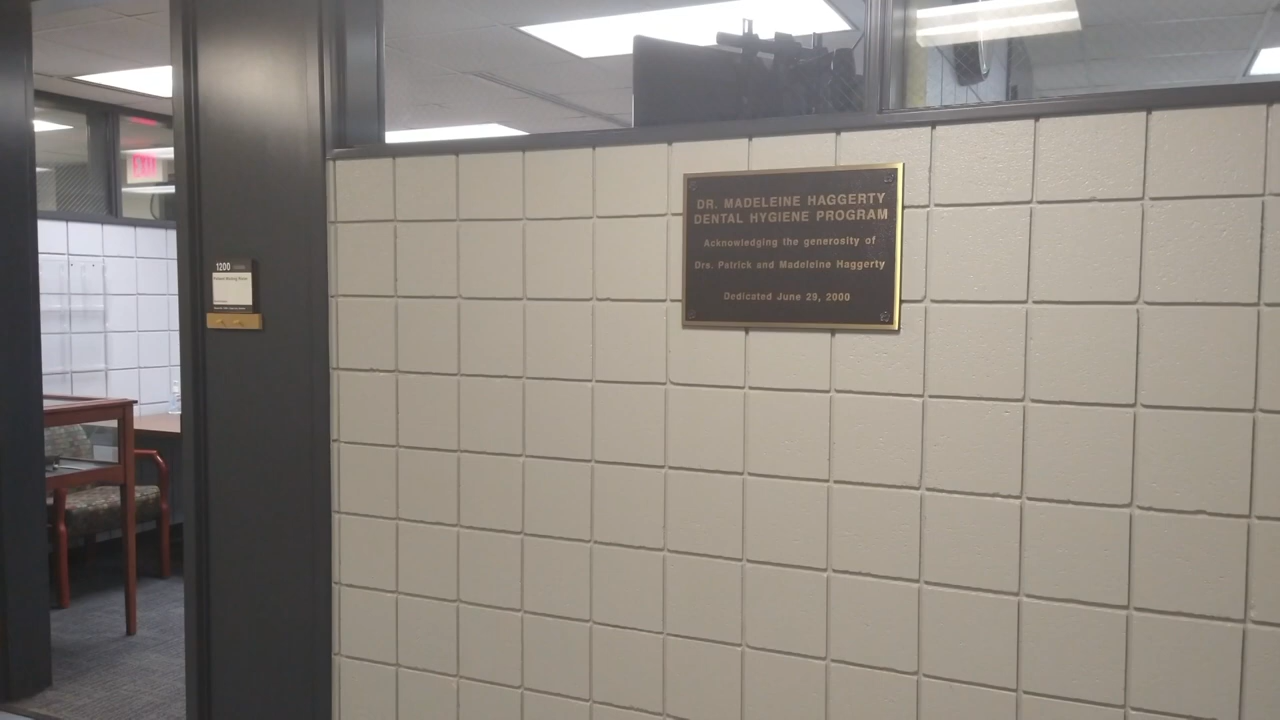 EXIT
1200
DR. MADELEINE HAGGERTY
DENTAL HYGIENE PROGRAM
Acknowledging the generosity of
Drs. Patrick and Madeleine Haggerty
Dedicated June 29, 2000